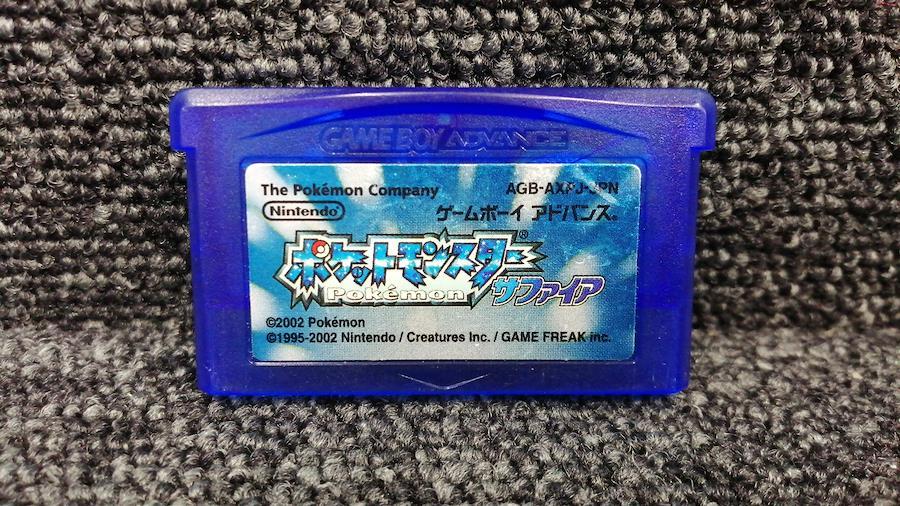 GAME BOY ADVANCE
The Pokémon Company
AGB-AXPJ-JPN
Nintendo
ゲームボーイ アドバンス®
ポケットモンスター®
Pokémon
サファイア
©2002 Pokémon
©1995-2002 Nintendo / Creatures Inc. / GAME FREAK inc.